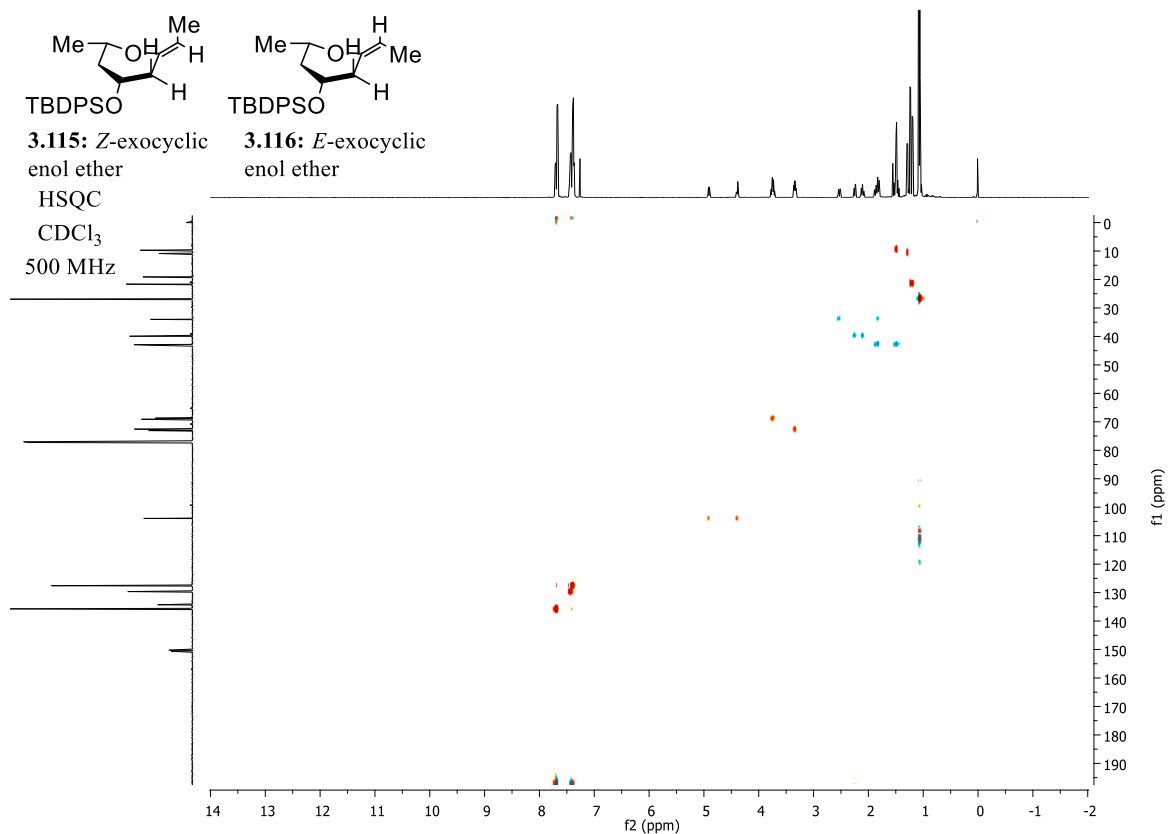 Me
Me
O
H
H
H
TBDPSO
Me
H
O
H
Me
H
TBDPSO
3.115: Z-exocyclic
enol ether
3.116: E-exocyclic
enol ether
HSQC
CDCl3
500 MHz
0
10
20
30
40
50
60
70
80
90
100
110
120
130
140
150
160
170
180
190
f1 (ppm)
14 13 12 11 10 9 8 7 6 5 4 3 2 1 0 -1 -2
f2 (ppm)